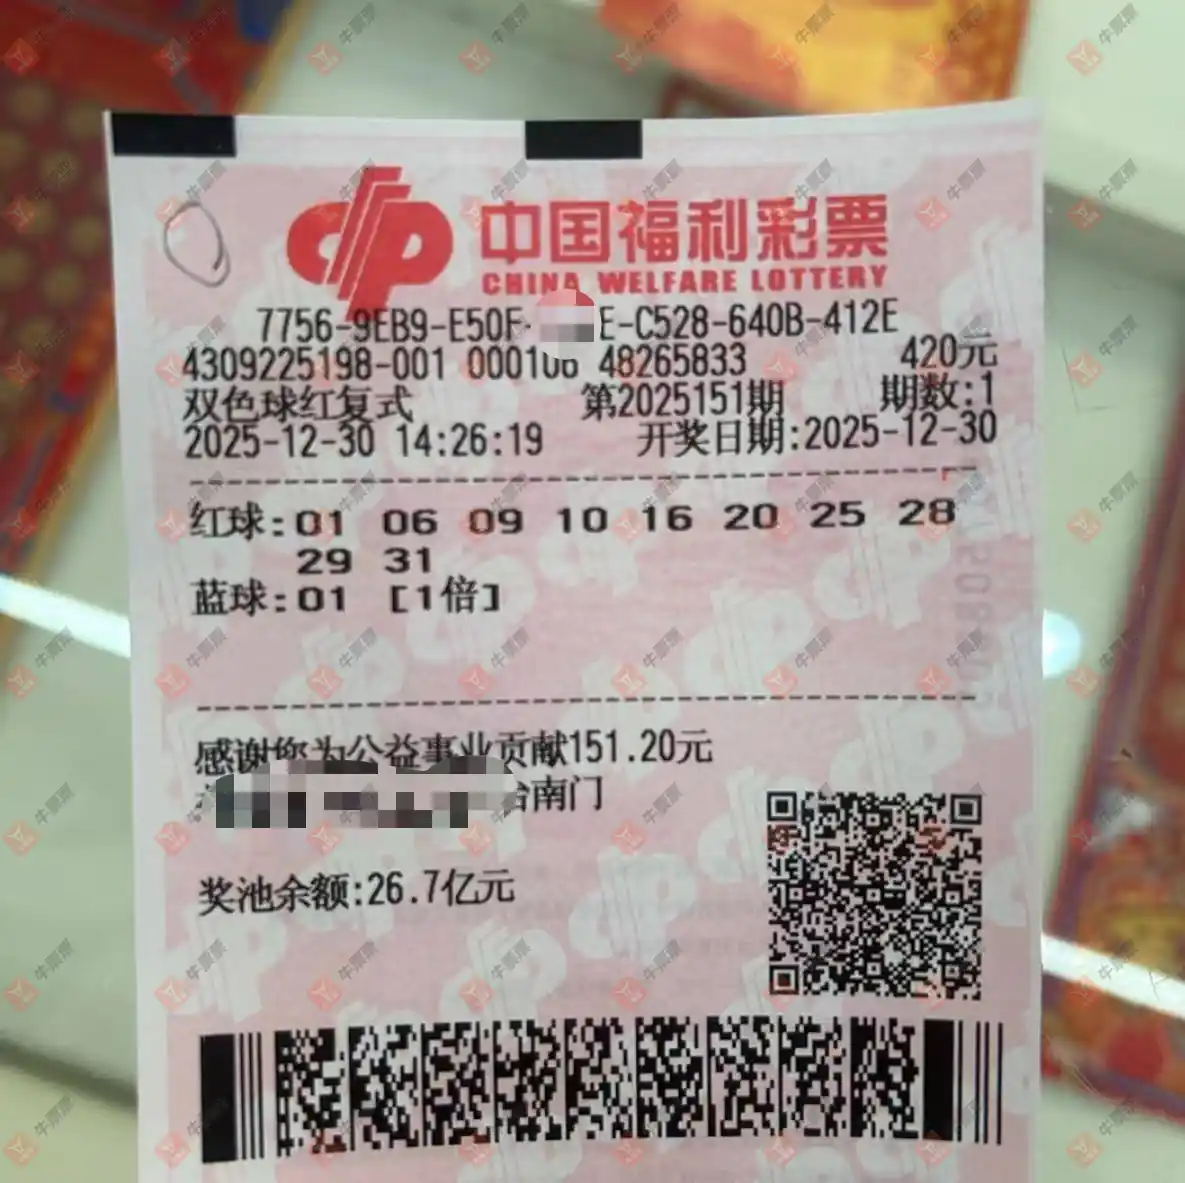 中国福利彩票
CHINA WELFARE LOTTERY
7756-9EB9-E50F- E-C528-640B-412E
4309225198-001 000106 48265833 420元
双色球红复式 第2025151期 期数:1
2025-12-30 14:26:19 开奖日期:2025-12-30
红球:01 06 09 10 16 20 25 28
29 31
蓝球:01 [1倍]
感谢您为公益事业贡献151.20元
南门
奖池余额:26.7亿元
牛票票